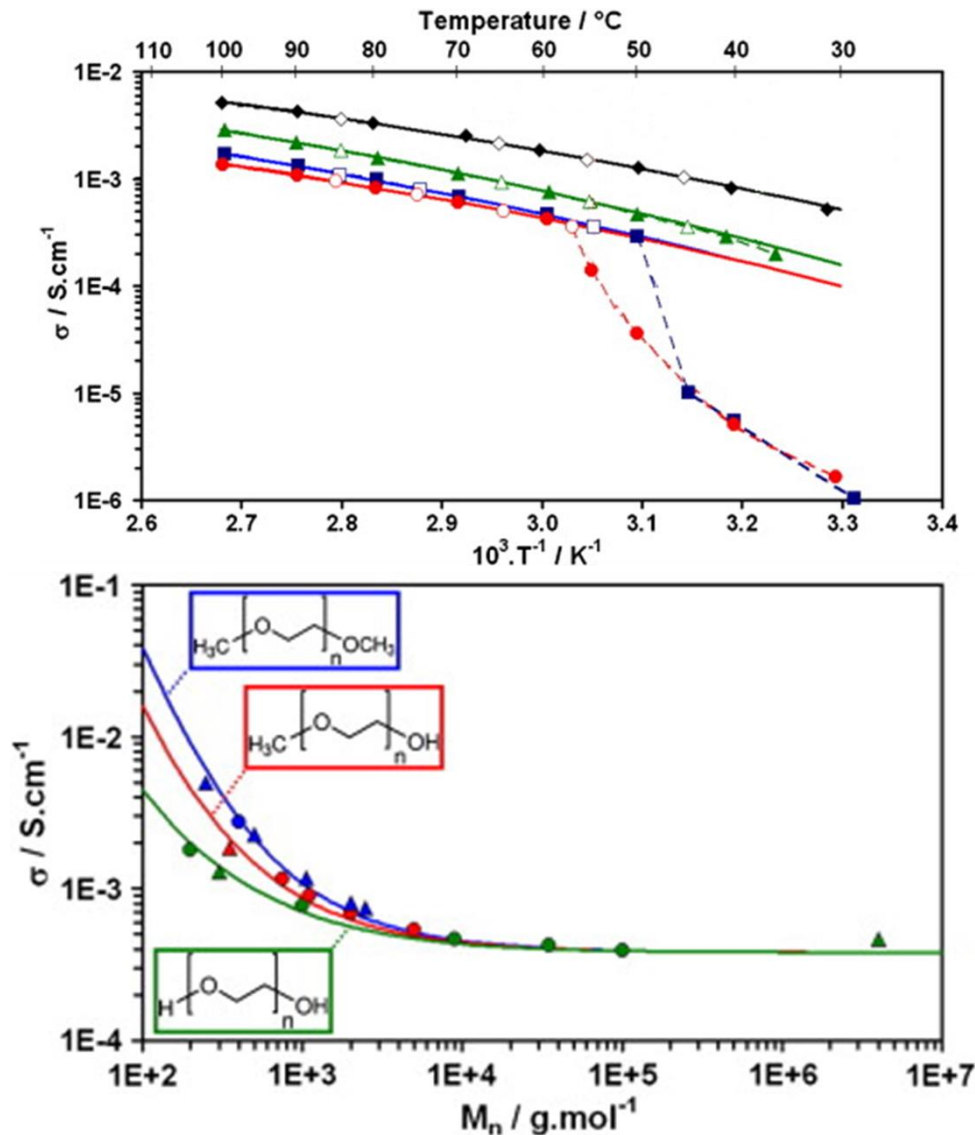 Temperature / °C
110 100 90 80 70 60 50 40 30
1E-2
1E-3
1E-4
1E-5
1E-6
σ / S.cm-1
2.6 2.7 2.8 2.9 3.0 3.1 3.2 3.3 3.4
10³.T-1 / K-1
1E-1
1E-2
1E-3
1E-4
σ / S.cm-1
H₃C O n OCH₃
H₃C O n OH
H O n OH
1E+2 1E+3 1E+4 1E+5 1E+6 1E+7
Mn / g.mol-1